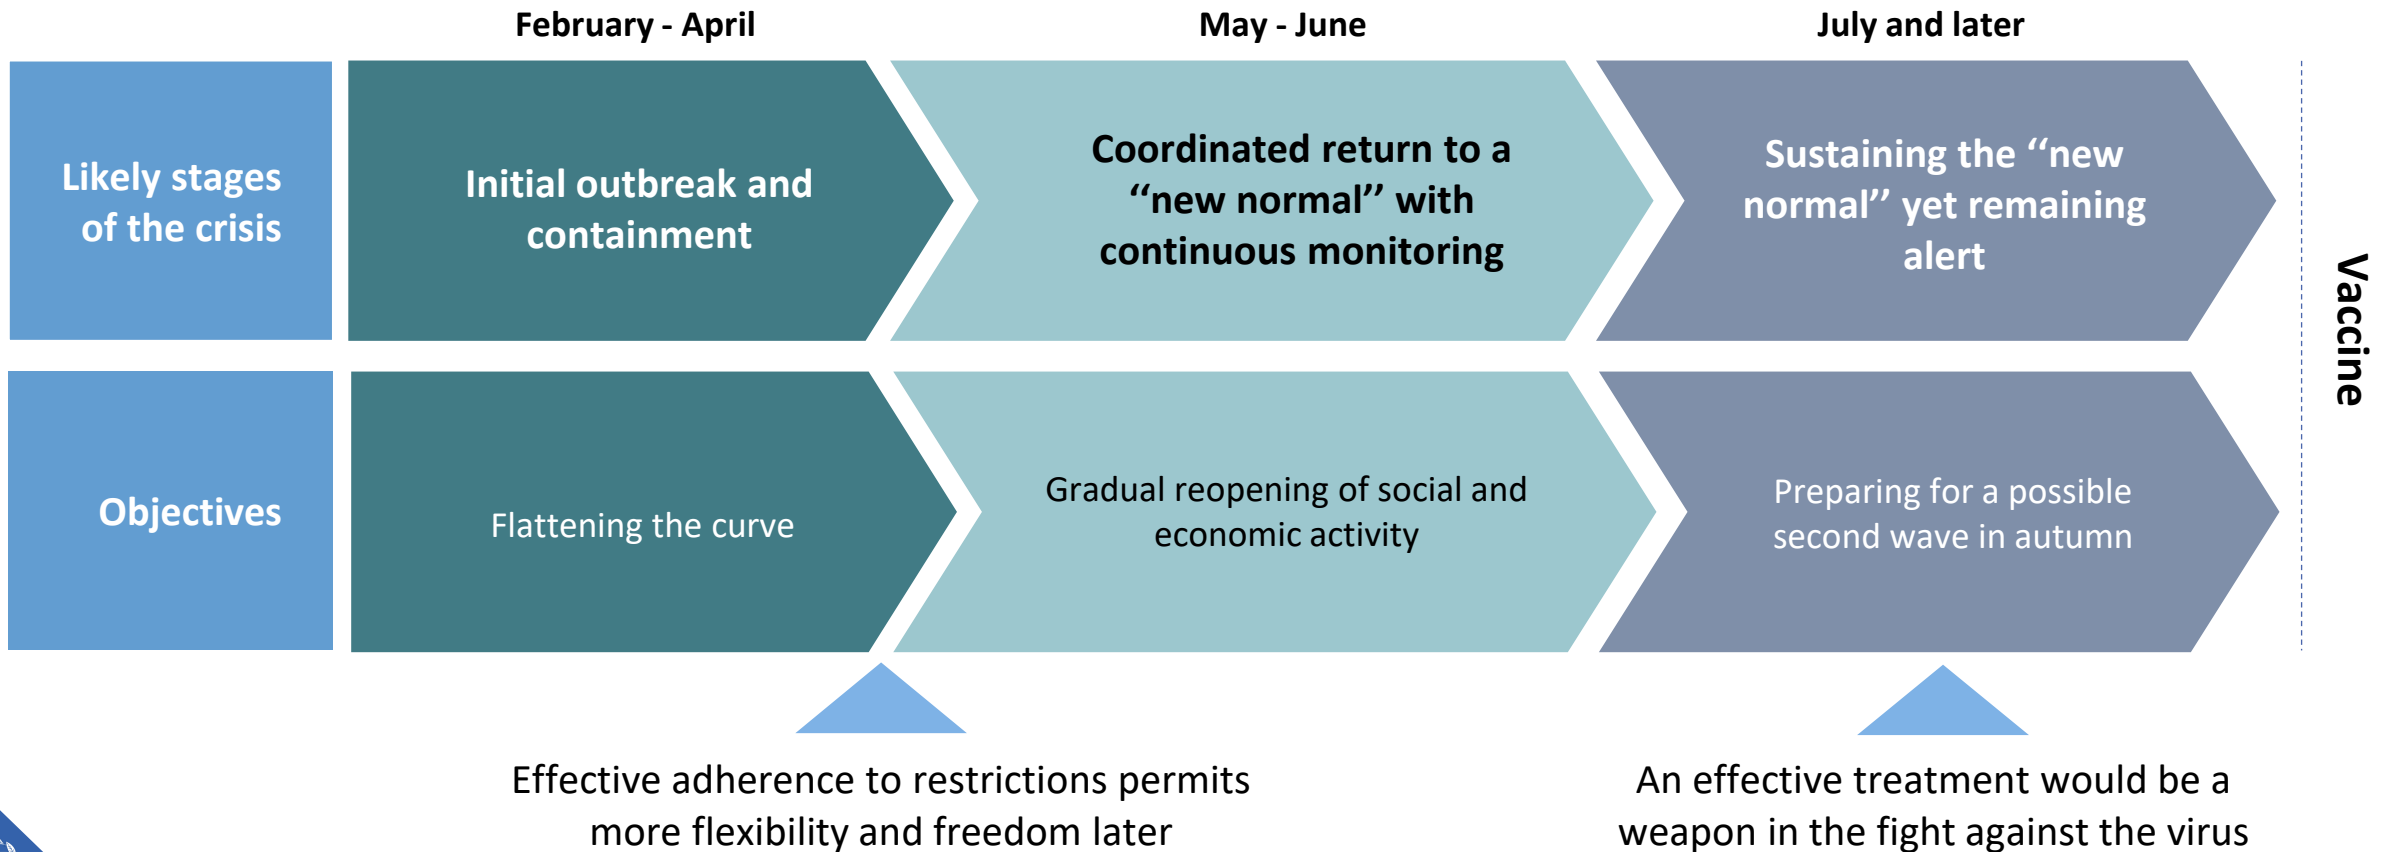 February - April
May - June
July and later
Likely stages
of the crisis
Initial outbreak and
containment
Coordinated return to a
‘‘new normal’’ with
continuous monitoring
Sustaining the ‘‘new
normal’’ yet remaining
alert
Vaccine
Objectives
Flattening the curve
Gradual reopening of social and
economic activity
Preparing for a possible
second wave in autumn
Effective adherence to restrictions permits
more flexibility and freedom later
An effective treatment would be a
weapon in the fight against the virus